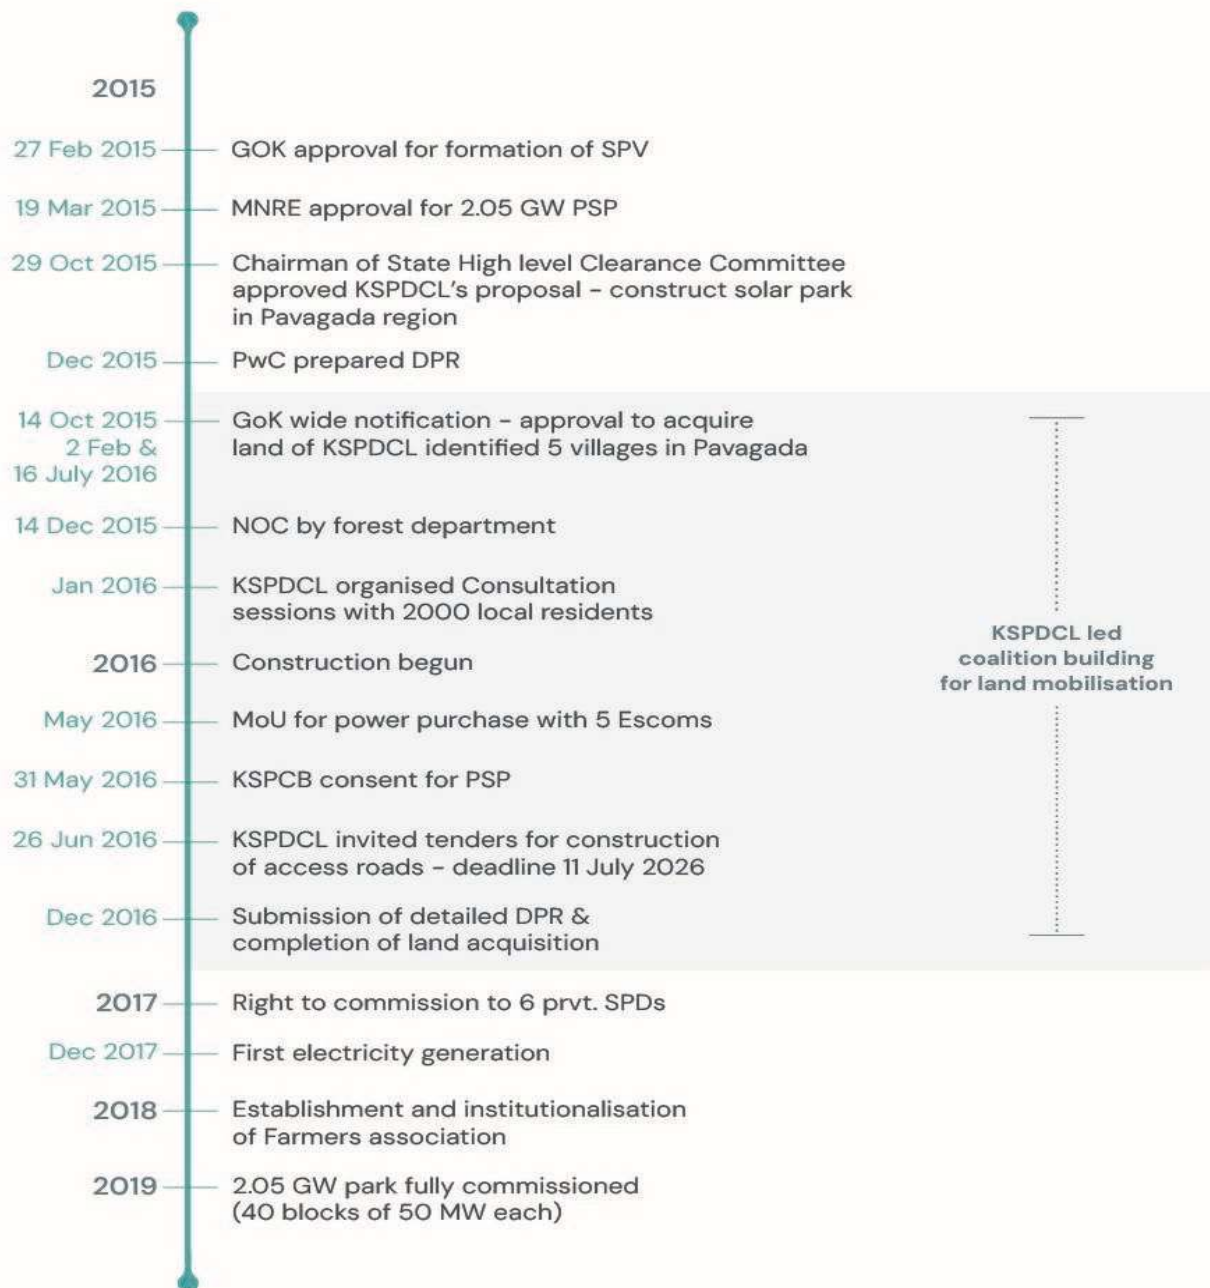 2015
27 Feb 2015
GOK approval for formation of SPV
19 Mar 2015
MNRE approval for 2.05 GW PSP
29 Oct 2015
Chairman of State High level Clearance Committee
approved KSPDCL's proposal – construct solar park
in Pavagada region
Dec 2015
PwC prepared DPR
14 Oct 2015
2 Feb &
16 July 2016
GoK wide notification – approval to acquire
land of KSPDCL identified 5 villages in Pavagada
14 Dec 2015
NOC by forest department
Jan 2016
KSPDCL organised Consultation
sessions with 2000 local residents
2016
Construction begun
May 2016
MoU for power purchase with 5 Escoms
31 May 2016
KSPCB consent for PSP
26 Jun 2016
KSPDCL invited tenders for construction
of access roads – deadline 11 July 2026
Dec 2016
Submission of detailed DPR &
completion of land acquisition
KSPDCL led
coalition building
for land mobilisation
2017
Right to commission to 6 prvt. SPDs
Dec 2017
First electricity generation
2018
Establishment and institutionalisation
of Farmers association
2019
2.05 GW park fully commissioned
(40 blocks of 50 MW each)